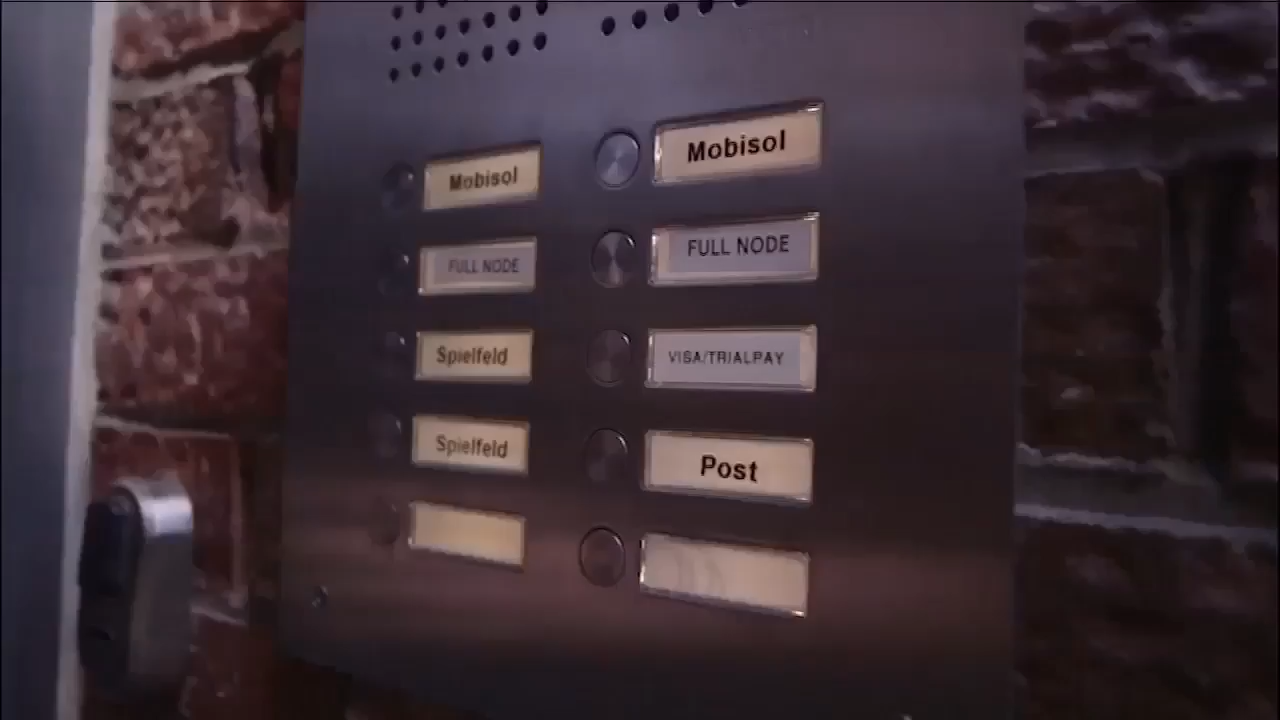 Mobisol
Mobisol
FULL NODE
FULL NODE
Spielfeld
VISA/TRIALPAY
Spielfeld
Post